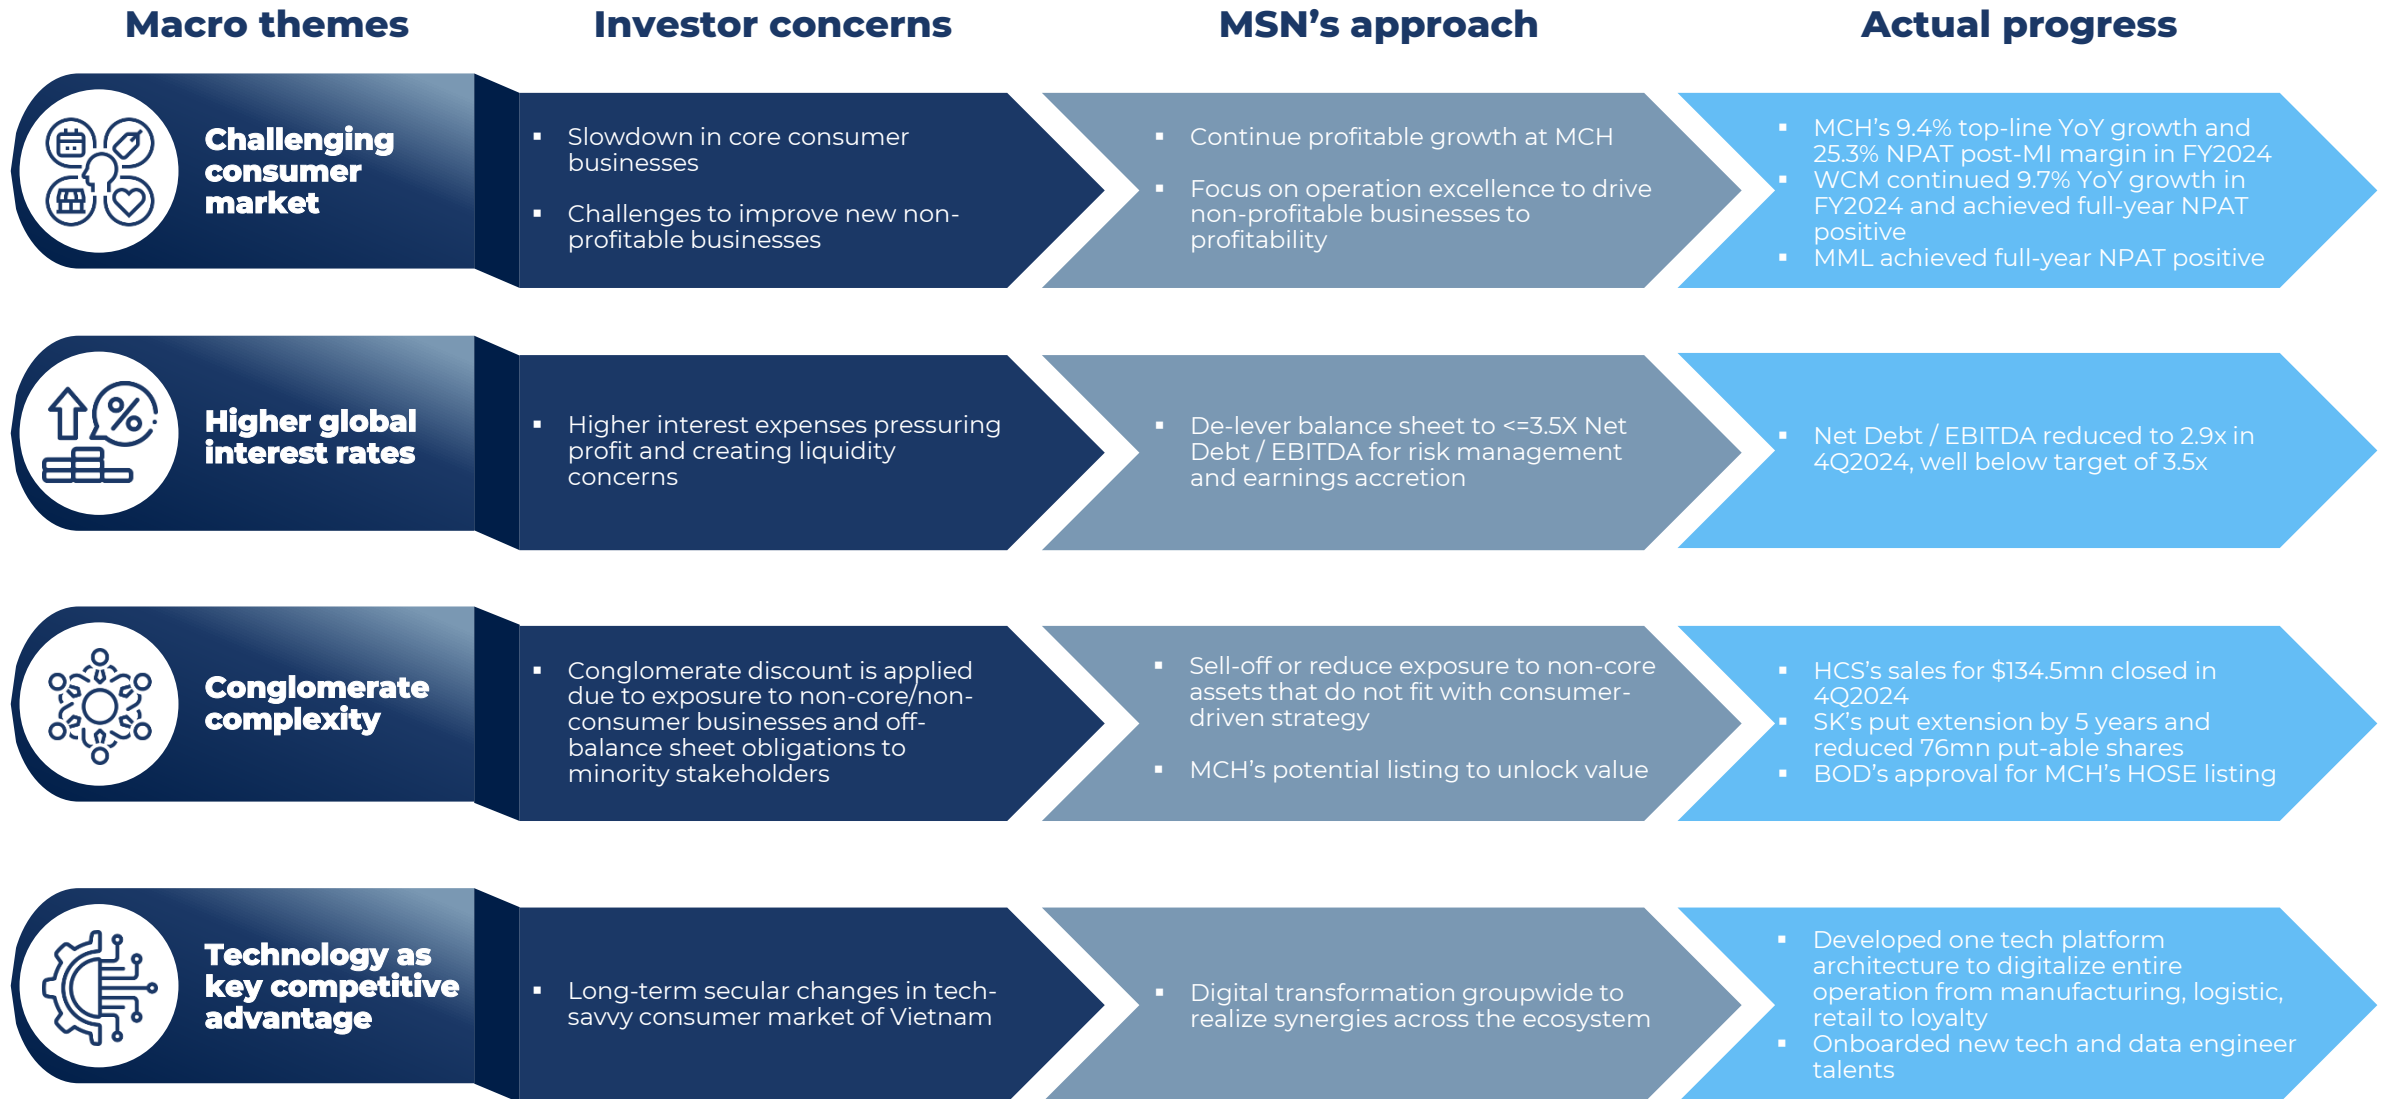 Macro themes
Investor concerns
MSN’s approach
Actual progress
Challenging
consumer
market
▪ Slowdown in core consumer
businesses
▪ Challenges to improve new non-
profitable businesses
▪ Continue profitable growth at MCH
▪ Focus on operation excellence to drive
non-profitable businesses to
profitability
▪ MCH’s 9.4% top-line YoY growth and
25.3% NPAT post-MI margin in FY2024
▪ WCM continued 9.7% YoY growth in
FY2024 and achieved full-year NPAT
positive
▪ MML achieved full-year NPAT positive
Higher global
interest rates
▪ Higher interest expenses pressuring
profit and creating liquidity
concerns
▪ De-lever balance sheet to <=3.5X Net
Debt / EBITDA for risk management
and earnings accretion
▪ Net Debt / EBITDA reduced to 2.9x in
4Q2024, well below target of 3.5x
Conglomerate
complexity
▪ Conglomerate discount is applied
due to exposure to non-core/non-
consumer businesses and off-
balance sheet obligations to
minority stakeholders
▪ Sell-off or reduce exposure to non-core
assets that do not fit with consumer-
driven strategy
▪ MCH’s potential listing to unlock value
▪ HCS’s sales for $134.5mn closed in
4Q2024
▪ SK’s put extension by 5 years and
reduced 76mn put-able shares
▪ BOD’s approval for MCH’s HOSE listing
Technology as
key competitive
advantage
▪ Long-term secular changes in tech-
savvy consumer market of Vietnam
▪ Digital transformation groupwide to
realize synergies across the ecosystem
▪ Developed one tech platform
architecture to digitalize entire
operation from manufacturing, logistic,
retail to loyalty
▪ Onboarded new tech and data engineer
talents